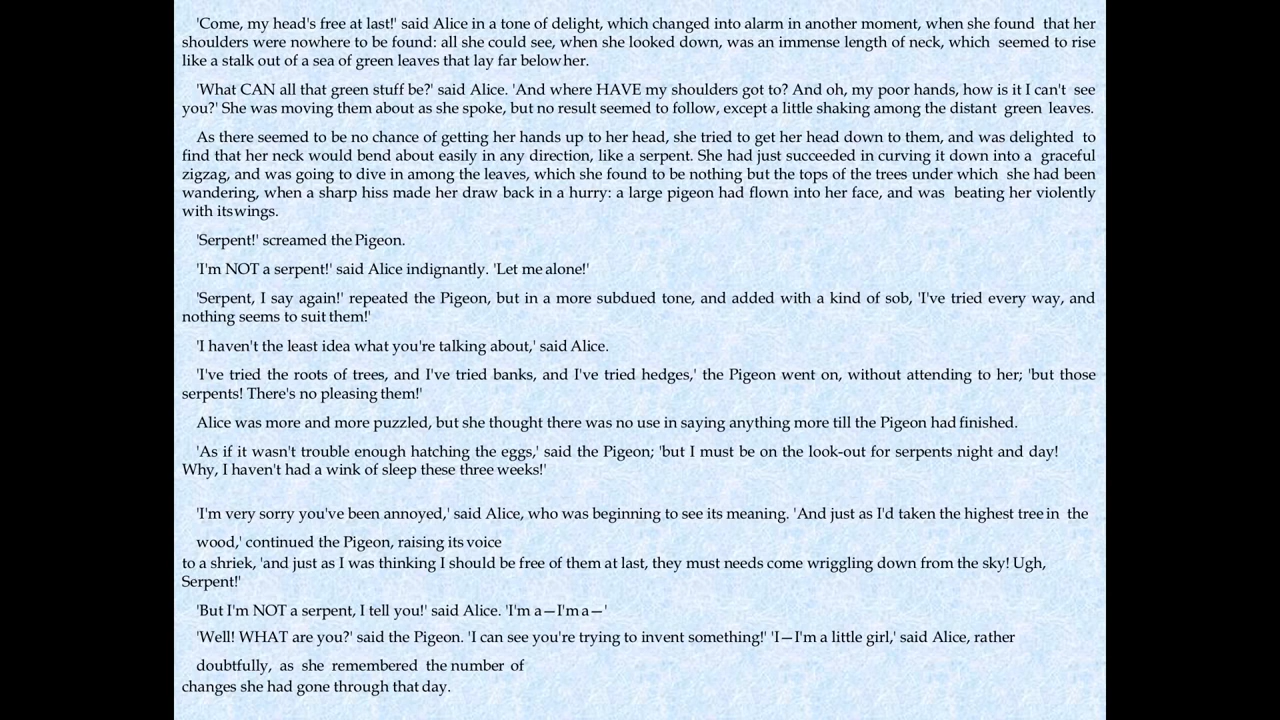 'Come, my head's free at last!' said Alice in a tone of delight, which changed into alarm in another moment, when she found that her
shoulders were nowhere to be found: all she could see, when she looked down, was an immense length of neck, which seemed to rise
like a stalk out of a sea of green leaves that lay far below her.
'What CAN all that green stuff be?' said Alice. 'And where HAVE my shoulders got to? And oh, my poor hands, how is it I can't see
you?' She was moving them about as she spoke, but no result seemed to follow, except a little shaking among the distant green leaves.
As there seemed to be no chance of getting her hands up to her head, she tried to get her head down to them, and was delighted to
find that her neck would bend about easily in any direction, like a serpent. She had just succeeded in curving it down into a graceful
zigzag, and was going to dive in among the leaves, which she found to be nothing but the tops of the trees under which she had been
wandering, when a sharp hiss made her draw back in a hurry: a large pigeon had flown into her face, and was beating her violently
with itswings.
'Serpent!' screamed the Pigeon.
'I'm NOT a serpent!' said Alice indignantly. 'Let me alone!'
'Serpent, I say again!' repeated the Pigeon, but in a more subdued tone, and added with a kind of sob, 'I've tried every way, and
nothing seems to suit them!'
'I haven't the least idea what you're talking about,' said Alice.
'I've tried the roots of trees, and I've tried banks, and I've tried hedges,' the Pigeon went on, without attending to her; 'but those
serpents! There's no pleasing them!'
Alice was more and more puzzled, but she thought there was no use in saying anything more till the Pigeon had finished.
'As if it wasn't trouble enough hatching the eggs,' said the Pigeon; 'but I must be on the look-out for serpents night and day!
Why, I haven't had a wink of sleep these three weeks!'
'I'm very sorry you've been annoyed,' said Alice, who was beginning to see its meaning. 'And just as I'd taken the highest tree in the
wood,' continued the Pigeon, raising its voice
to a shriek, 'and just as I was thinking I should be free of them at last, they must needs come wriggling down from the sky! Ugh,
Serpent!'
'But I'm NOT a serpent, I tell you!' said Alice. 'I'm a—I'm a—'
'Well! WHAT are you?' said the Pigeon. 'I can see you're trying to invent something!' 'I—I'm a little girl,' said Alice, rather
doubtfully, as she remembered the number of
changes she had gone through that day.